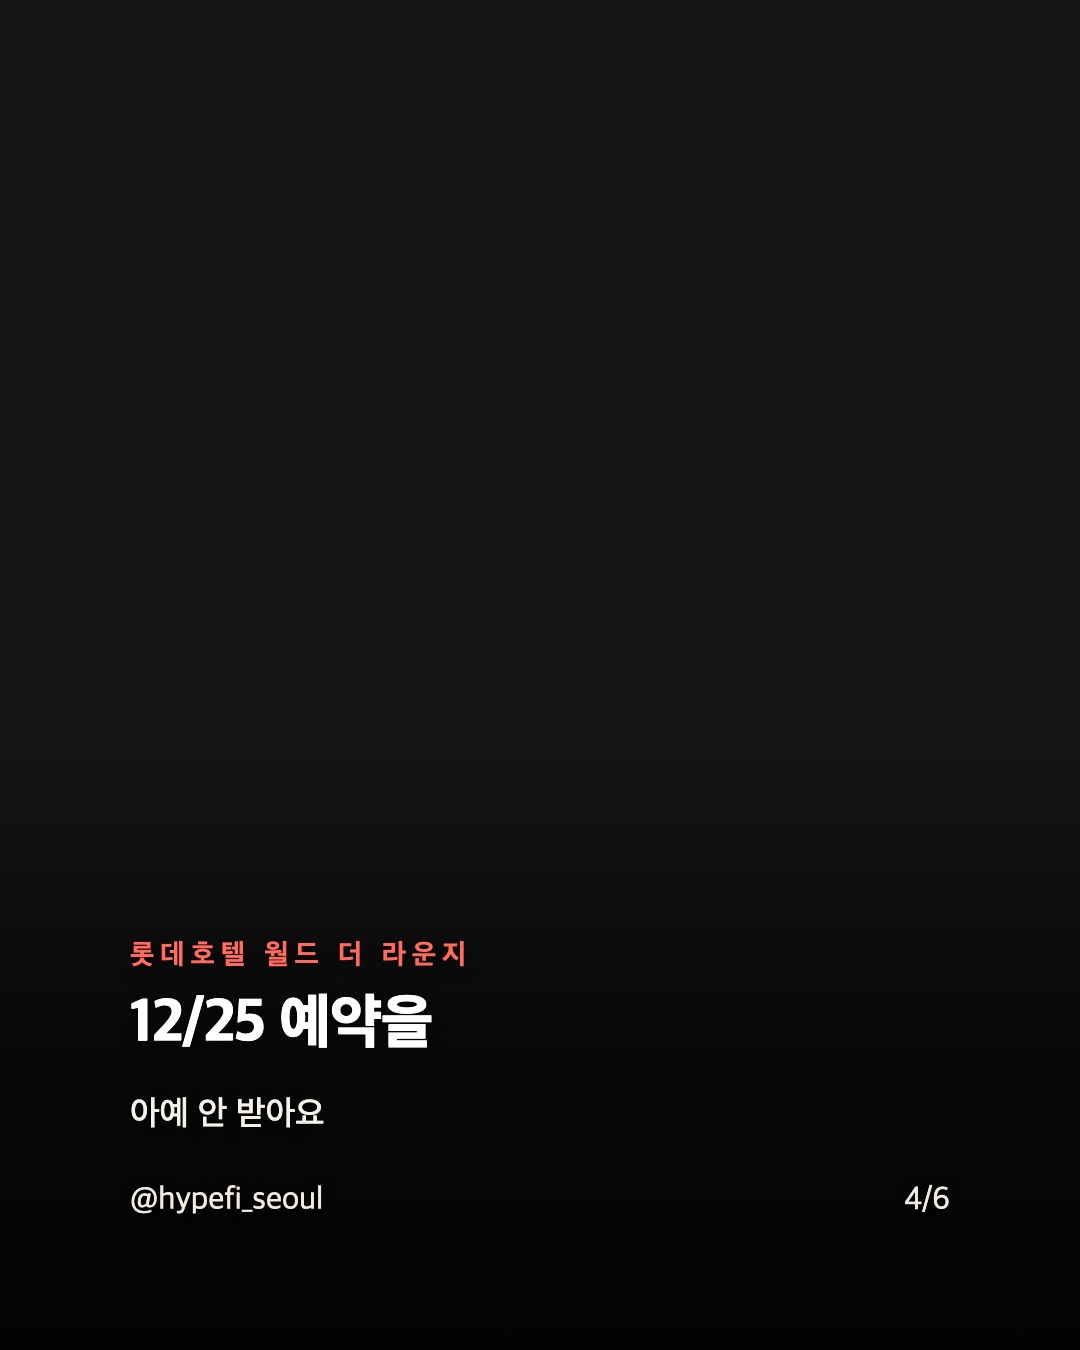 롯데호텔 월드 더 라운지
12/25 예약을
아예 안 받아요
@hypefi_seoul
4/6